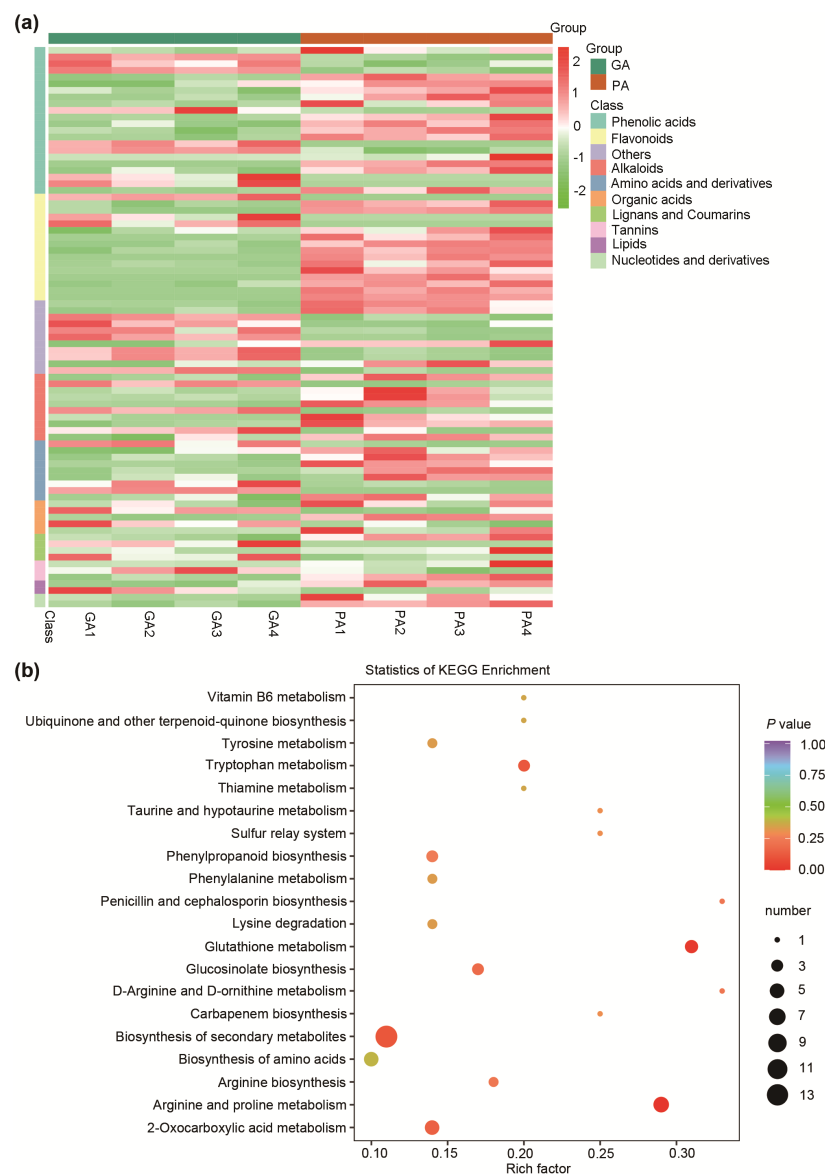 (a)
Group
2
1
0
-1
-2
Group
GA
PA
Class
Phenolic acids
Flavonoids
Others
Alkaloids
Amino acids and derivatives
Organic acids
Lignans and Coumarins
Tannins
Lipids
Nucleotides and derivatives
Class
GA1
GA2
GA3
GA4
PA1
PA2
PA3
PA4
(b)
Statistics of KEGG Enrichment
Vitamin B6 metabolism
Ubiquinone and other terpenoid-quinone biosynthesis
Tyrosine metabolism
Tryptophan metabolism
Thiamine metabolism
Taurine and hypotaurine metabolism
Sulfur relay system
Phenylpropanoid biosynthesis
Phenylalanine metabolism
Penicillin and cephalosporin biosynthesis
Lysine degradation
Glutathione metabolism
Glucosinolate biosynthesis
D-Arginine and D-ornithine metabolism
Carbapenem biosynthesis
Biosynthesis of secondary metabolites
Biosynthesis of amino acids
Arginine biosynthesis
Arginine and proline metabolism
2-Oxocarboxylic acid metabolism
0.10
0.15
0.20
0.25
0.30
Rich factor
P value
1.00
0.75
0.50
0.25
0.00
number
1
3
5
7
9
11
13